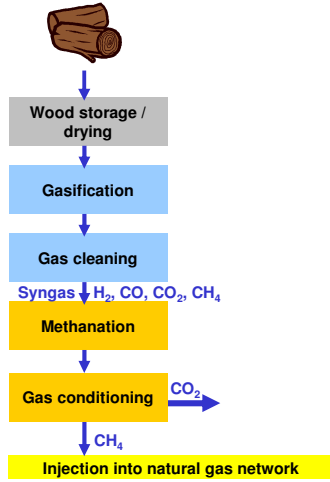 Wood storage /
drying
Gasification
Gas cleaning
Syngas H₂, CO, CO₂, CH₄
Methanation
Gas conditioning
CO₂
CH₄
Injection into natural gas network